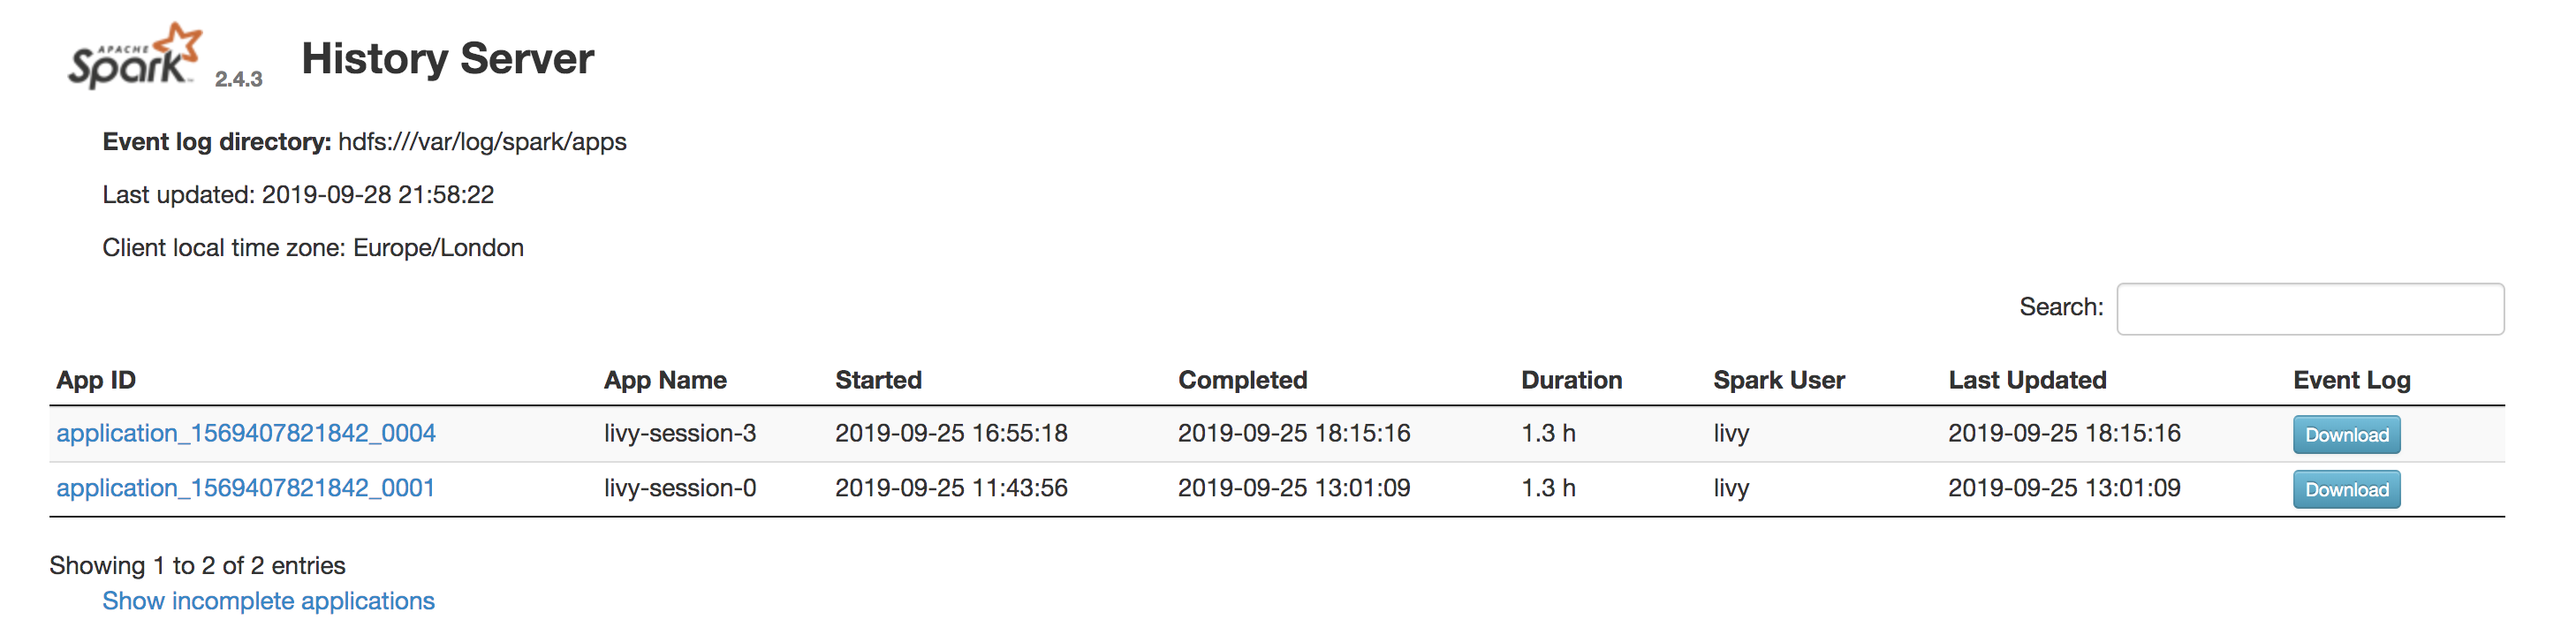 APACHE
Spark 2.4.3 History Server
Event log directory: hdfs:///var/log/spark/apps
Last updated: 2019-09-28 21:58:22
Client local time zone: Europe/London
Search:
App ID App Name Started Completed Duration Spark User Last Updated Event Log
application_1569407821842_0004 livy-session-3 2019-09-25 16:55:18 2019-09-25 18:15:16 1.3 h livy 2019-09-25 18:15:16 Download
application_1569407821842_0001 livy-session-0 2019-09-25 11:43:56 2019-09-25 13:01:09 1.3 h livy 2019-09-25 13:01:09 Download
Showing 1 to 2 of 2 entries
Show incomplete applications